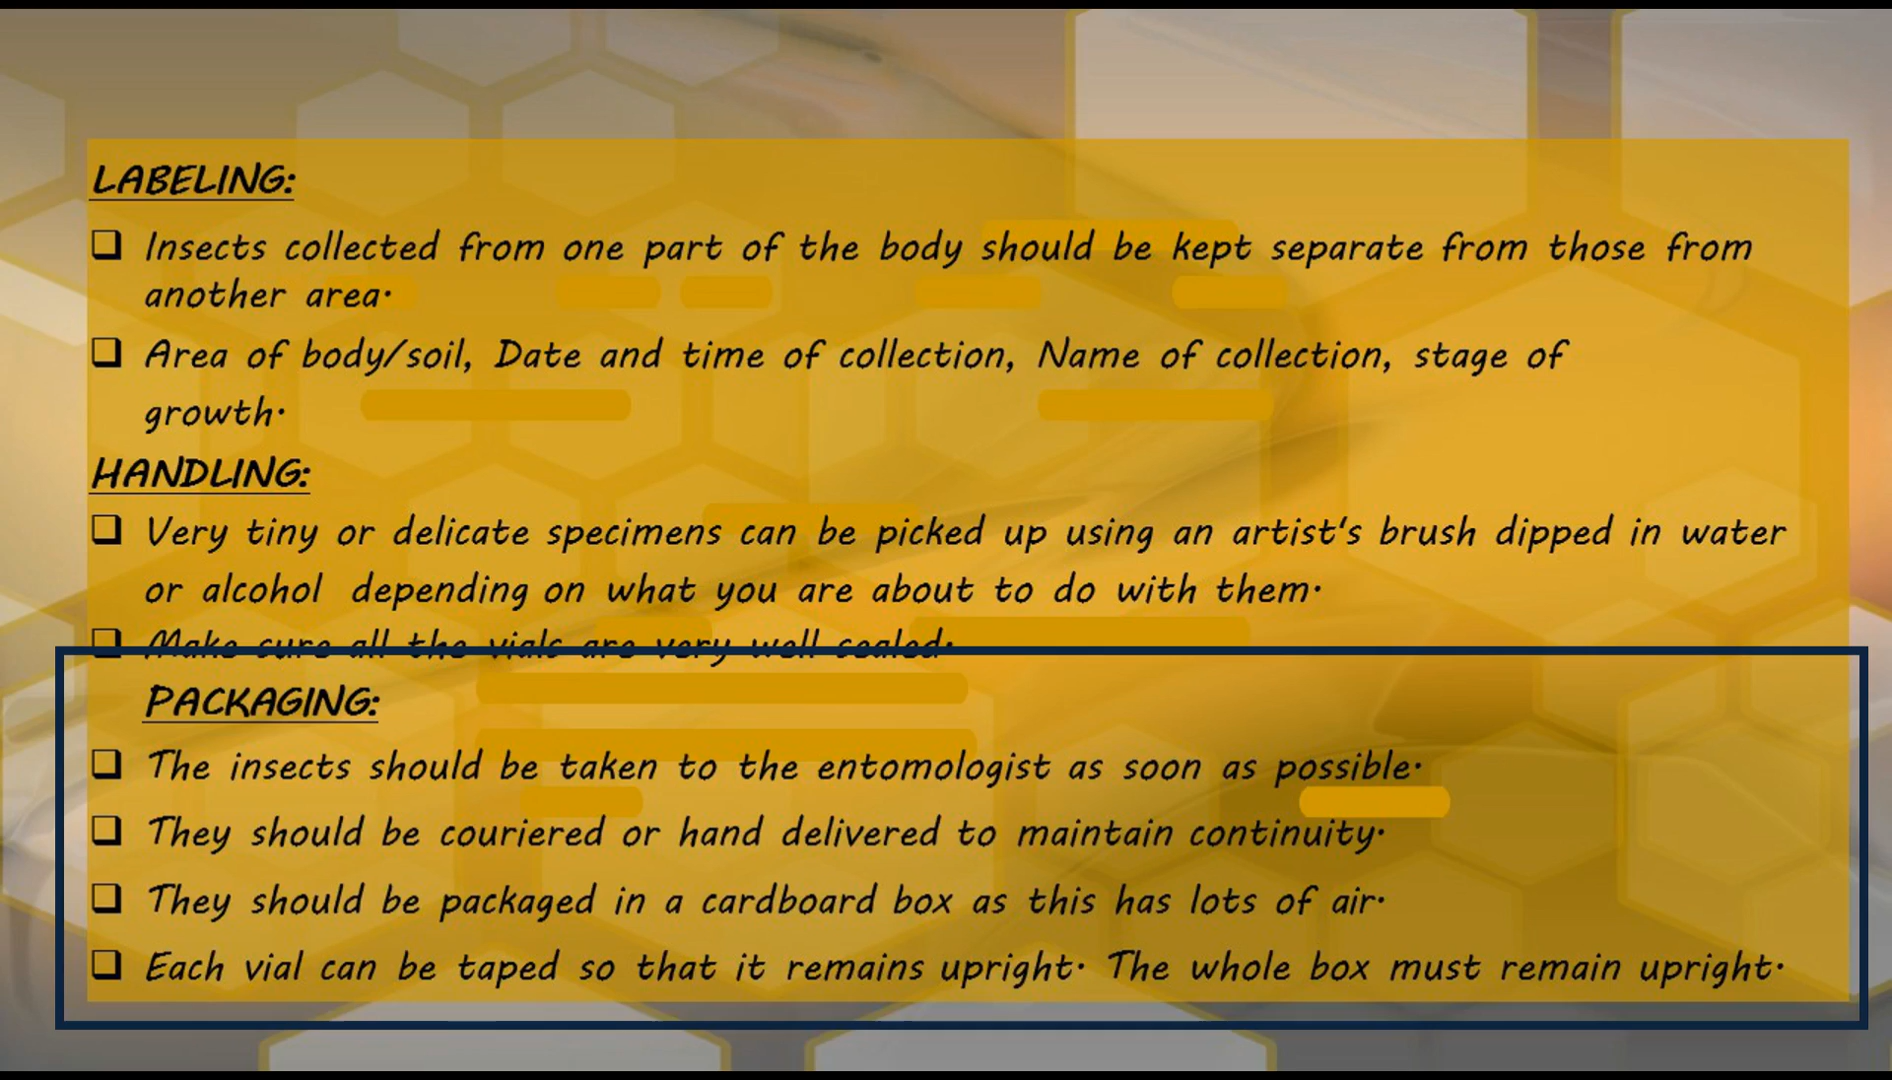 LABELING:
❑ Insects collected from one part of the body should be kept separate from those from
another area.
❑ Area of body/soil, Date and time of collection, Name of collection, stage of
growth.
HANDLING:
❑ Very tiny or delicate specimens can be picked up using an artist's brush dipped in water
or alcohol depending on what you are about to do with them.
❑ Make sure all the vials are very well sealed.
PACKAGING:
❑ The insects should be taken to the entomologist as soon as possible.
❑ They should be couriered or hand delivered to maintain continuity.
❑ They should be packaged in a cardboard box as this has lots of air.
❑ Each vial can be taped so that it remains upright. The whole box must remain upright.